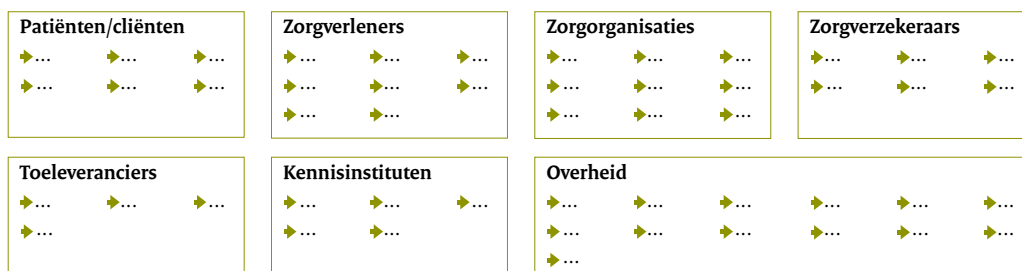 Patiënten/cliënten
... ... ...
... ... ...
Zorgverleners
... ... ...
... ... ...
... ...
Zorgorganisaties
... ... ...
... ... ...
... ... ...
Zorgverzekeraars
... ... ...
... ... ...
Toeleveranciers
... ... ...
...
Kennisinstituten
... ... ...
... ...
Overheid
... ... ... ... ... ...
... ... ... ... ... ...
...